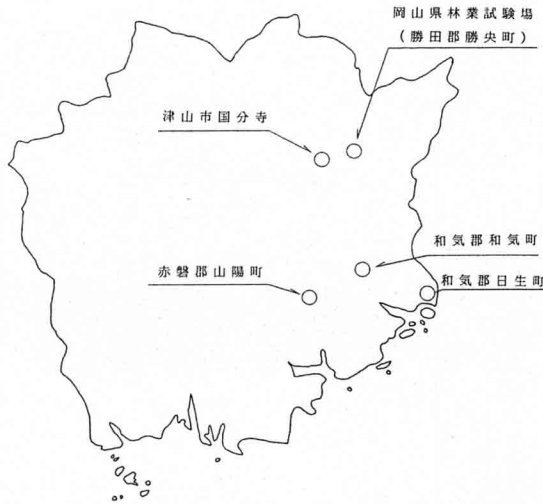 岡山県林業試験場
(勝田郡勝央町)
津山市国分寺
和気郡和気町
赤磐郡山陽町
和気郡日生町